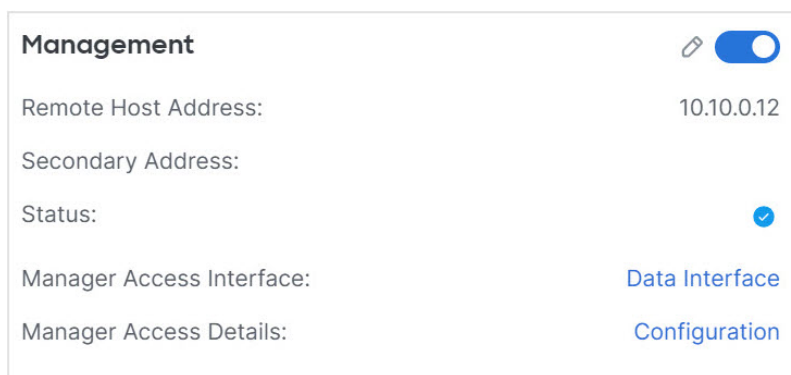 Management
Remote Host Address: 10.10.0.12
Secondary Address:
Status:
Manager Access Interface: Data Interface
Manager Access Details: Configuration